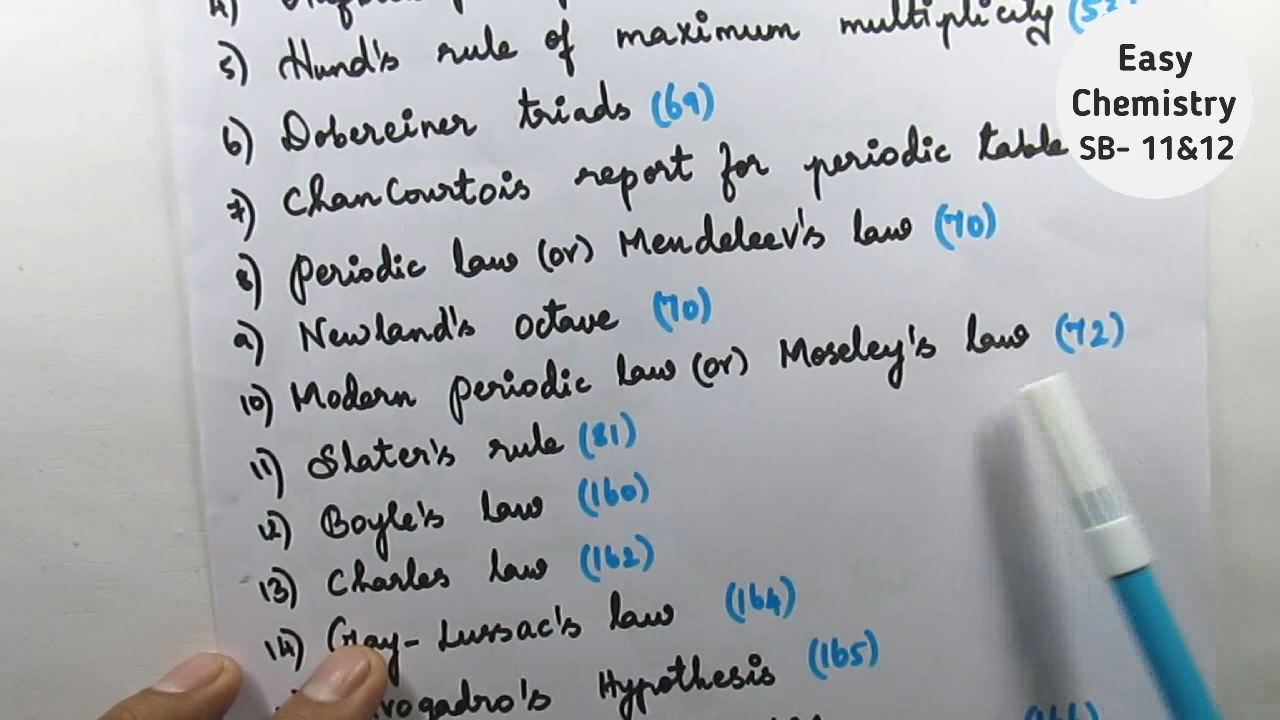 4)
5) Hund's rule of maximum multiplicity
6) Dobereiner triads (69)
7) ChanCourtois report for periodic table
8) Periodic law (or) Mendeleev's law (70)
9) Newland's octave (70)
10) Modern periodic law (or) Moseley's law (72)
11) Slater's rule (81)
12) Boyle's law (160)
13) Charles law (162)
14) Gay-Lussac's law (164)
Hypothesis (165)
Easy
Chemistry
SB- 11&12